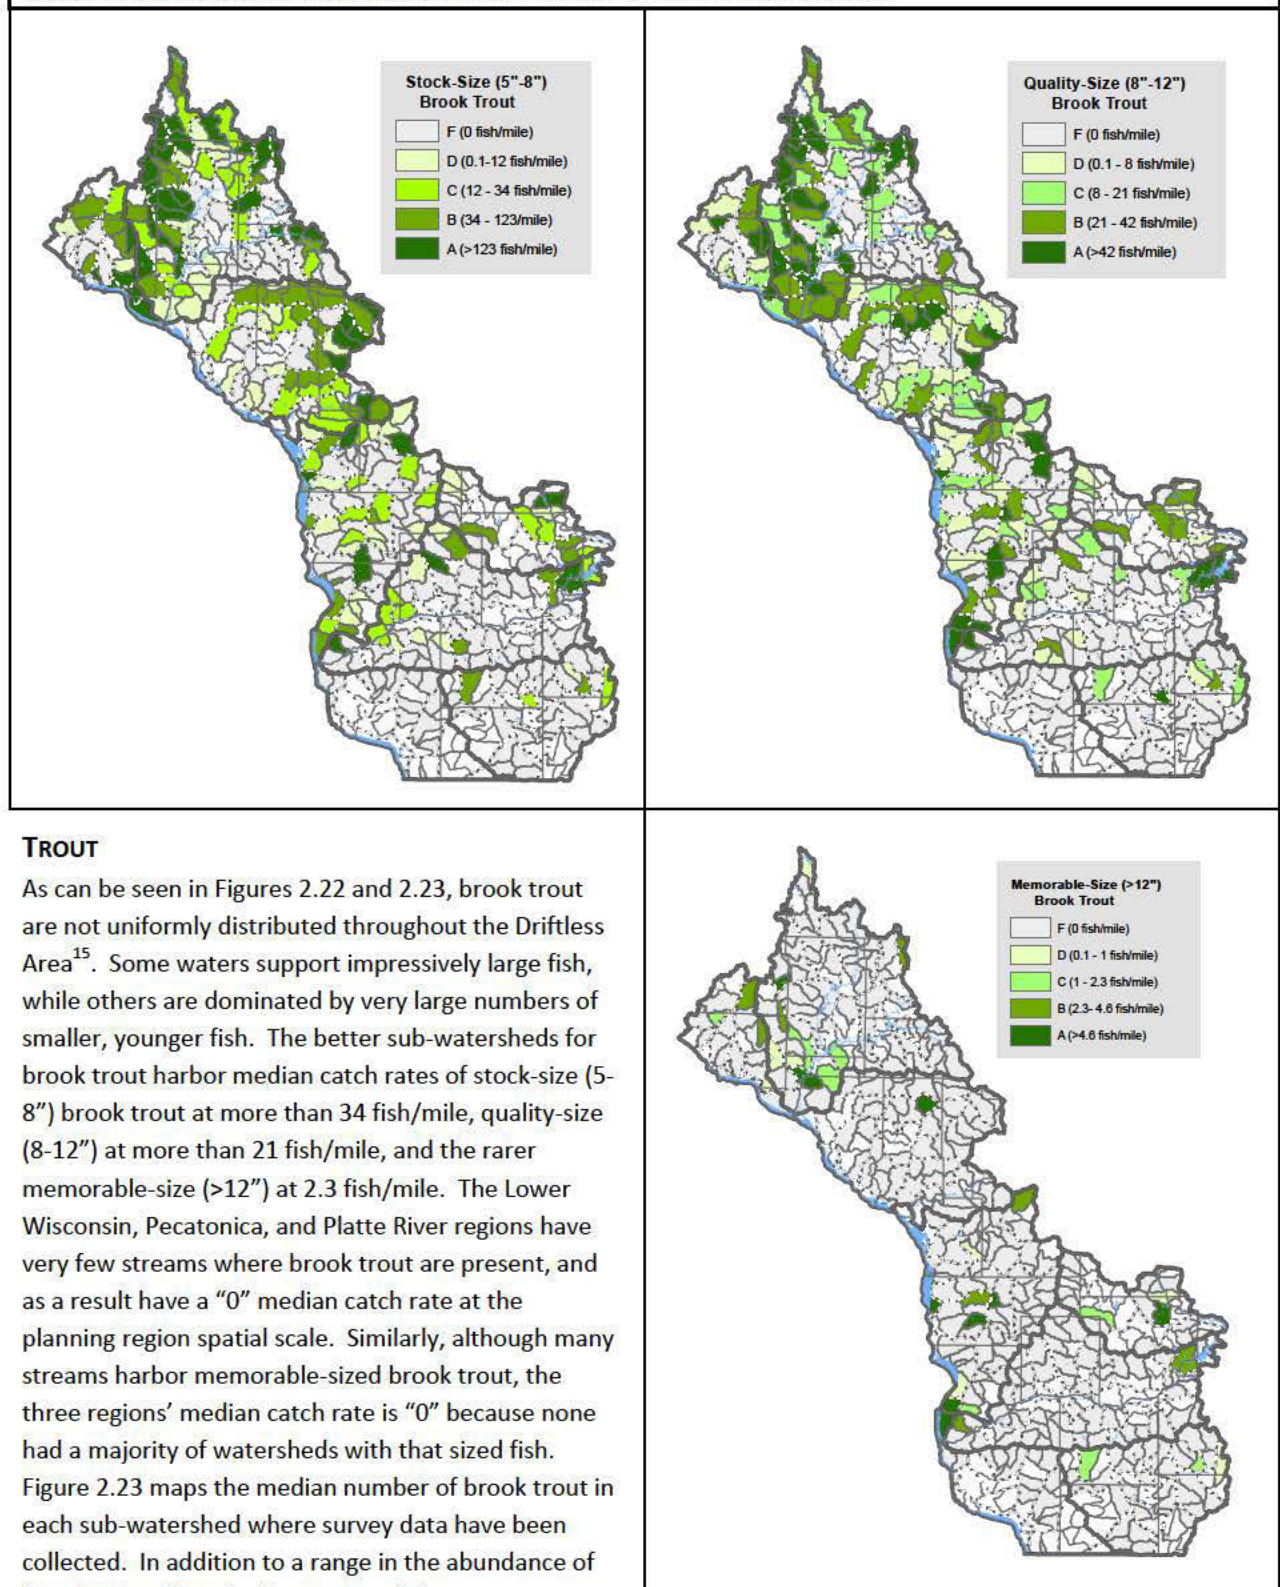 Stock-Size (5"-8")
Brook Trout
F (0 fish/mile)
D (0.1-12 fish/mile)
C (12 - 34 fish/mile)
B (34 - 123/mile)
A (>123 fish/mile)
Quality-Size (8"-12")
Brook Trout
F (0 fish/mile)
D (0.1 - 8 fish/mile)
C (8 - 21 fish/mile)
B (21 - 42 fish/mile)
A (>42 fish/mile)
TROUT
As can be seen in Figures 2.22 and 2.23, brook trout
are not uniformly distributed throughout the Driftless
Area15. Some waters support impressively large fish,
while others are dominated by very large numbers of
smaller, younger fish. The better sub-watersheds for
brook trout harbor median catch rates of stock-size (5-
8”) brook trout at more than 34 fish/mile, quality-size
(8-12”) at more than 21 fish/mile, and the rarer
memorable-size (>12”) at 2.3 fish/mile. The Lower
Wisconsin, Pecatonica, and Platte River regions have
very few streams where brook trout are present, and
as a result have a “0” median catch rate at the
planning region spatial scale. Similarly, although many
streams harbor memorable-sized brook trout, the
three regions’ median catch rate is “0” because none
had a majority of watersheds with that sized fish.
Figure 2.23 maps the median number of brook trout in
each sub-watershed where survey data have been
collected. In addition to a range in the abundance of
Memorable-Size (>12")
Brook Trout
F (0 fish/mile)
D (0.1 - 1 fish/mile)
C (1 - 2.3 fish/mile)
B (2.3- 4.6 fish/mile)
A (>4.6 fish/mile)